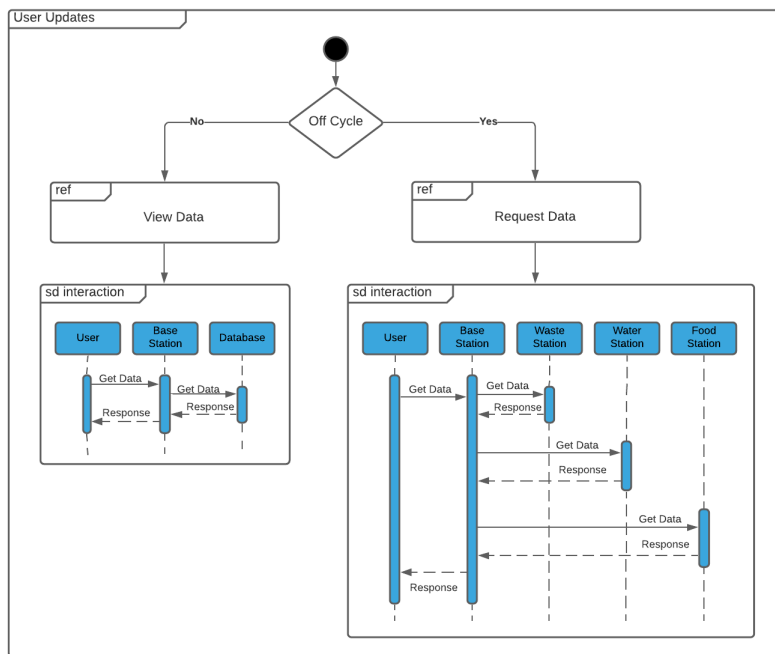 User Updates
Off Cycle
No
Yes
ref
View Data
ref
Request Data
sd interaction
User
Base
Station
Database
Get Data
Get Data
Response
Response
sd interaction
User
Base
Station
Waste
Station
Water
Station
Food
Station
Get Data
Get Data
Response
Get Data
Response
Get Data
Response
Response